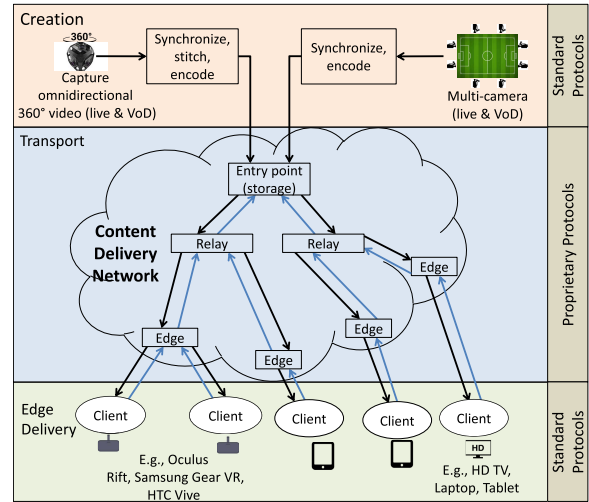 Creation
360°
Capture
omnidirectional
360° video (live & VoD)
Synchronize,
stitch,
encode
Synchronize,
encode
Multi-camera
(live & VoD)
Standard
Protocols
Transport
Entry point
(storage)
Content
Delivery
Network
Relay
Relay
Edge
Edge
Edge
Edge
Proprietary Protocols
Edge
Delivery
Client
Client
Client
Client
Client
HD
E.g., Oculus
Rift, Samsung Gear VR,
HTC Vive
E.g., HD TV,
Laptop, Tablet
Standard
Protocols